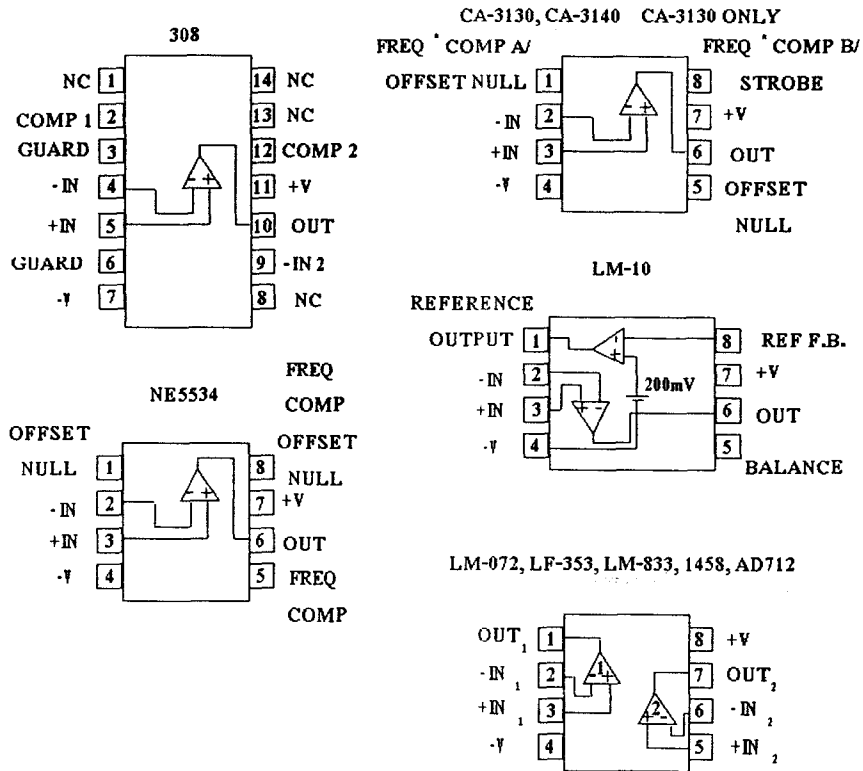 308
NC 1 14 NC
COMP 1 2 13 NC
GUARD 3 12 COMP 2
-IN 4 - + 11 +V
+IN 5 10 OUT
GUARD 6 9 -IN 2
-V 7 8 NC
CA-3130, CA-3140 CA-3130 ONLY
FREQ * COMP A/ FREQ * COMP B/
OFFSET NULL 1 - + 8 STROBE
-IN 2 7 +V
+IN 3 6 OUT
-V 4 5 OFFSET
NULL
LM-10
REFERENCE
OUTPUT 1 - + 8 REF F.B.
-IN 2 200mV 7 +V
+IN 3 + - 6 OUT
-V 4 5
BALANCE
NE5534
FREQ
COMP
OFFSET OFFSET
NULL 1 8 NULL
-IN 2 - + 7 +V
+IN 3 6 OUT
-V 4 5 FREQ
COMP
LM-072, LF-353, LM-833, 1458, AD712
OUT1 1 8 +V
-IN1 2 - 1 + 7 OUT2
+IN1 3 + 2 - 6 -IN2
-V 4 5 +IN2